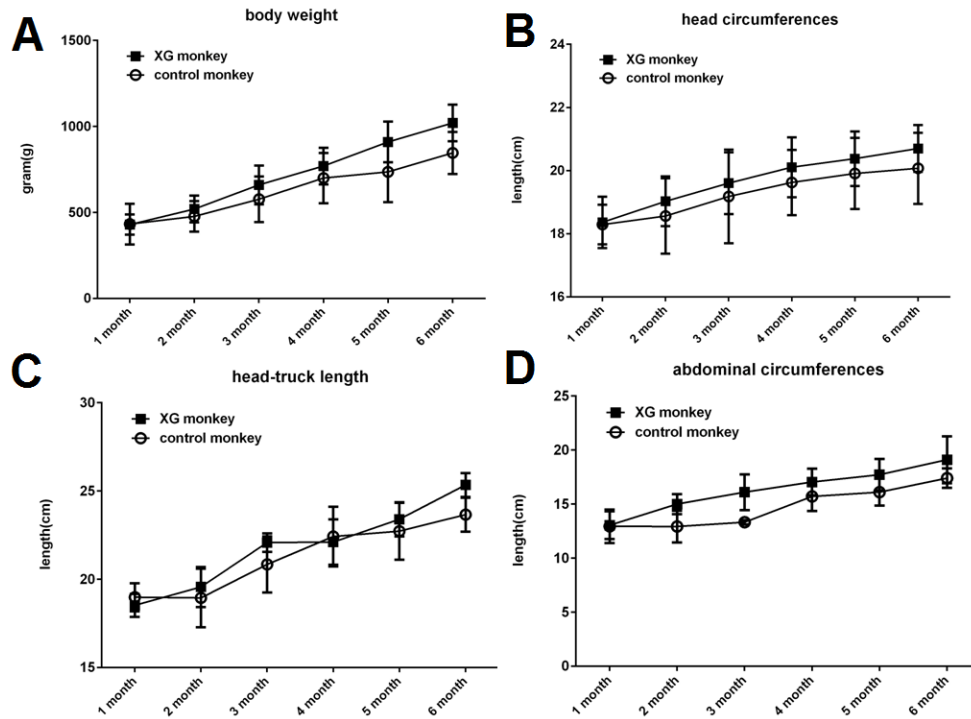 A
body weight
1500
1000
500
0
gram(g)
XG monkey
control monkey
1 month
2 month
3 month
4 month
5 month
6 month
B
head circumferences
24
22
20
18
16
length(cm)
XG monkey
control monkey
1 month
2 month
3 month
4 month
5 month
6 month
C
head-truck length
30
25
20
15
length(cm)
XG monkey
control monkey
1 month
2 month
3 month
4 month
5 month
6 month
D
abdominal circumferences
25
20
15
10
5
0
length(cm)
XG monkey
control monkey
1 month
2 month
3 month
4 month
5 month
6 month